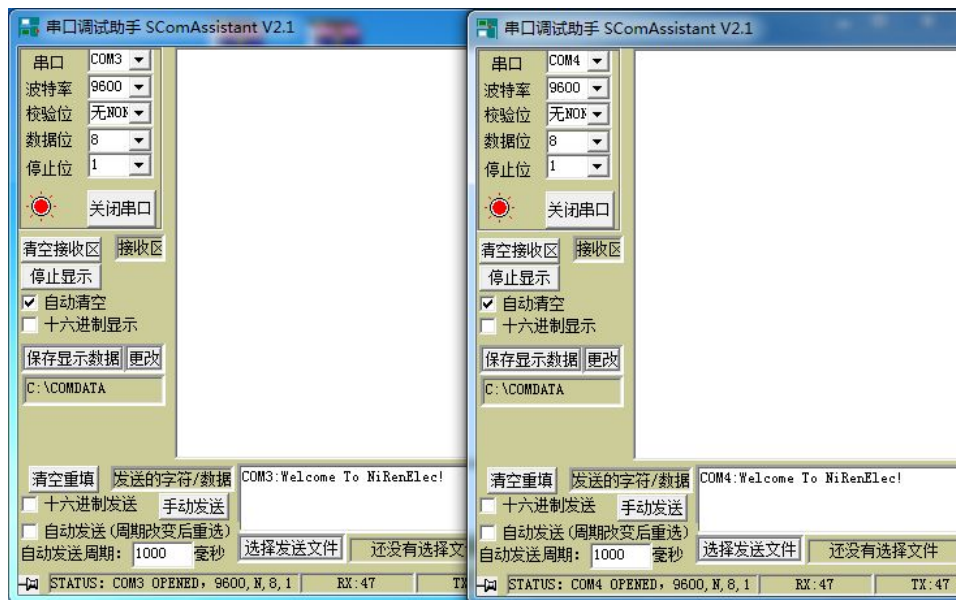 串口调试助手 SComAssistant V2.1
串口 COM3
波特率 9600
校验位 无NON
数据位 8
停止位 1
关闭串口
清空接收区 接收区
停止显示
自动清空
十六进制显示
保存显示数据 更改
C:\COMDATA
清空重填 发送的字符/数据 COM3:Welcome To NiRenElec!
十六进制发送 手动发送
自动发送(周期改变后重选)
自动发送周期: 1000 毫秒 选择发送文件 还没有选择文
STATUS: COM3 OPENED, 9600, N, 8, 1 RX:47 TX
串口调试助手 SComAssistant V2.1
串口 COM4
波特率 9600
校验位 无NON
数据位 8
停止位 1
关闭串口
清空接收区 接收区
停止显示
自动清空
十六进制显示
保存显示数据 更改
C:\COMDATA
清空重填 发送的字符/数据 COM4:Welcome To NiRenElec!
十六进制发送 手动发送
自动发送(周期改变后重选)
自动发送周期: 1000 毫秒 选择发送文件 还没有选择文件
STATUS: COM4 OPENED, 9600, N, 8, 1 RX:47 TX:47